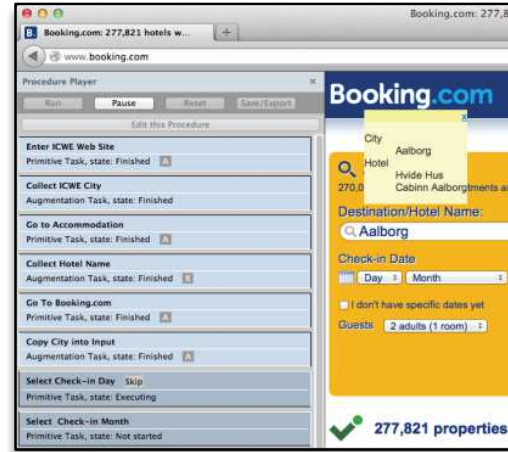 Booking.com: 277,8
B. Booking.com: 277,821 hotels w...
www.booking.com
Procedure Player
Run Pause Reset Save/Export
Edit this Procedure
Enter ICWE Web Site
Primitive Task, state: Finished A
Collect ICWE City
Augmentation Task, state: Finished
Go to Accommodation
Primitive Task, state: Finished A
Collect Hotel Name
Augmentation Task, state: Finished
Go To Booking.com
Primitive Task, state: Finished A
Copy City into Input
Augmentation Task, state: Finished A
Select Check-in Day Skip
Primitive Task, state: Executing
Select Check-in Month
Primitive Task, state: Not started
Booking.com
x
City
Aalborg
Hotel
Hvide Hus
Cabinn Aalborg
270,0
tments a
Destination/Hotel Name:
Aalborg
Check-in Date
Day Month
I don't have specific dates yet
Guests 2 adults (1 room)
277,821 properties